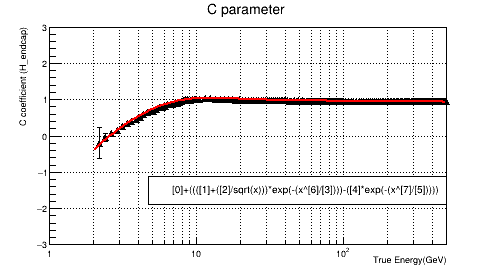 C parameter
C coefficient (H_endcap)
3
2
1
0
−1
−2
−3
[0]+((([1]+([2]/sqrt(x)))*exp(-(x^[6]/[3])))-([4]*exp(-(x^[7]/[5]))))
1
10
10²
True Energy(GeV)